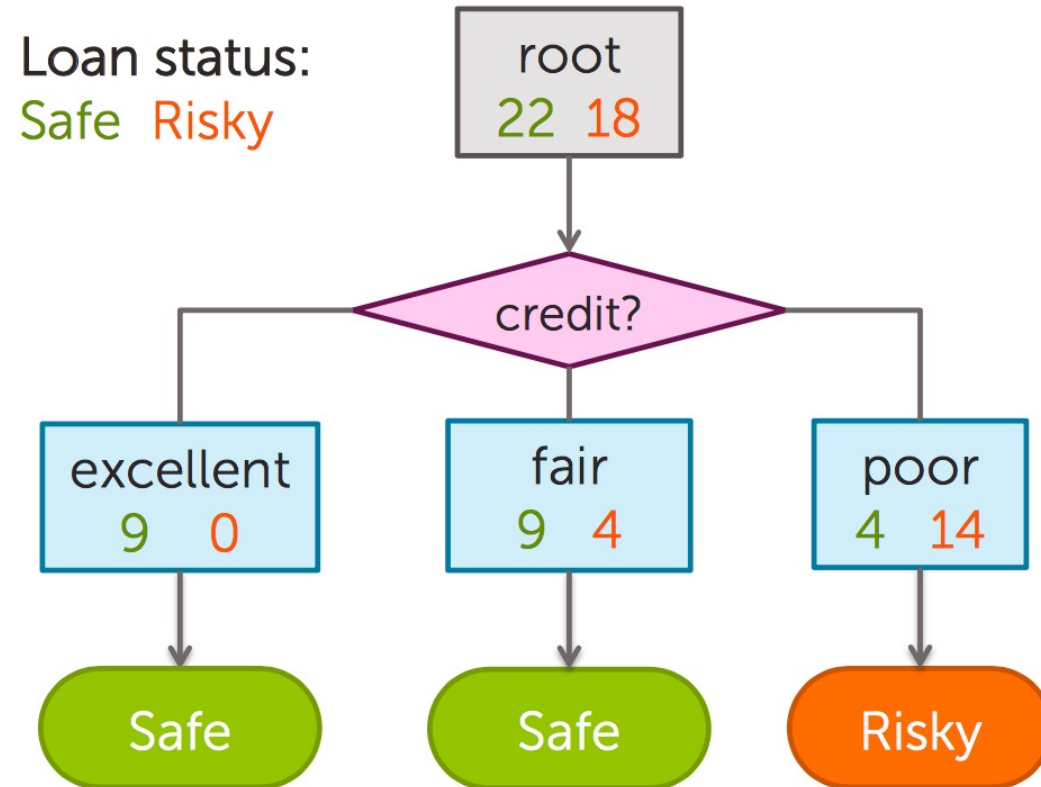 Loan status:
Safe Risky
root
22 18
credit?
excellent
9 0
fair
9 4
poor
4 14
Safe
Safe
Risky